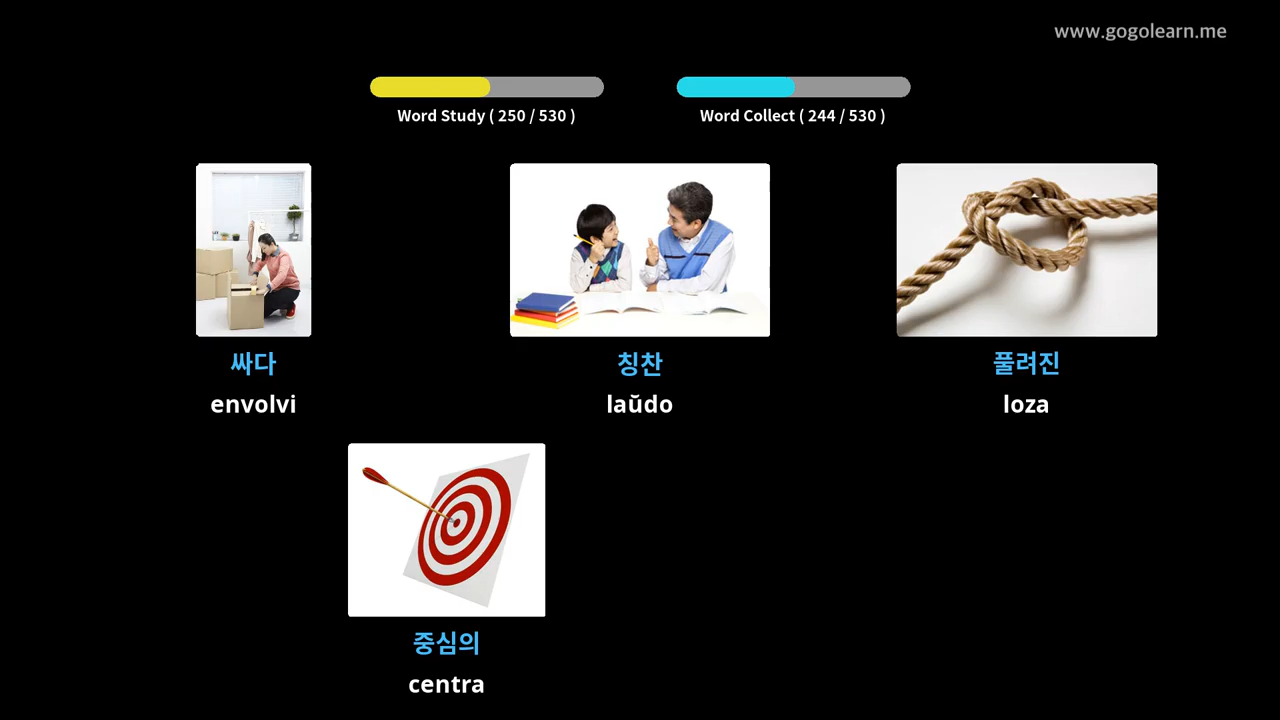 www.gogolearn.me
Word Study ( 250 / 530 )
Word Collect ( 244 / 530 )
싸다
envolvi
칭찬
laŭdo
풀려진
loza
중심의
centra